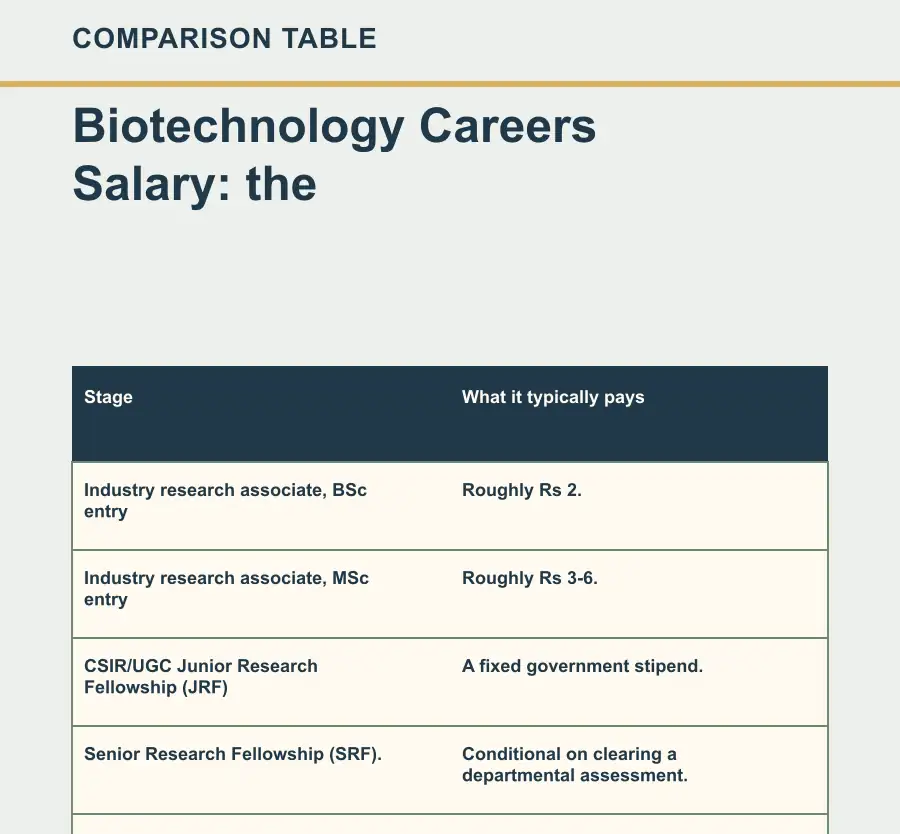 COMPARISON TABLE
Biotechnology Careers
Salary: the
Stage
What it typically pays
Industry research associate, BSc
entry
Roughly Rs 2.
Industry research associate, MSc
entry
Roughly Rs 3-6.
CSIR/UGC Junior Research
Fellowship (JRF)
A fixed government stipend.
Senior Research Fellowship (SRF).
Conditional on clearing a
departmental assessment.